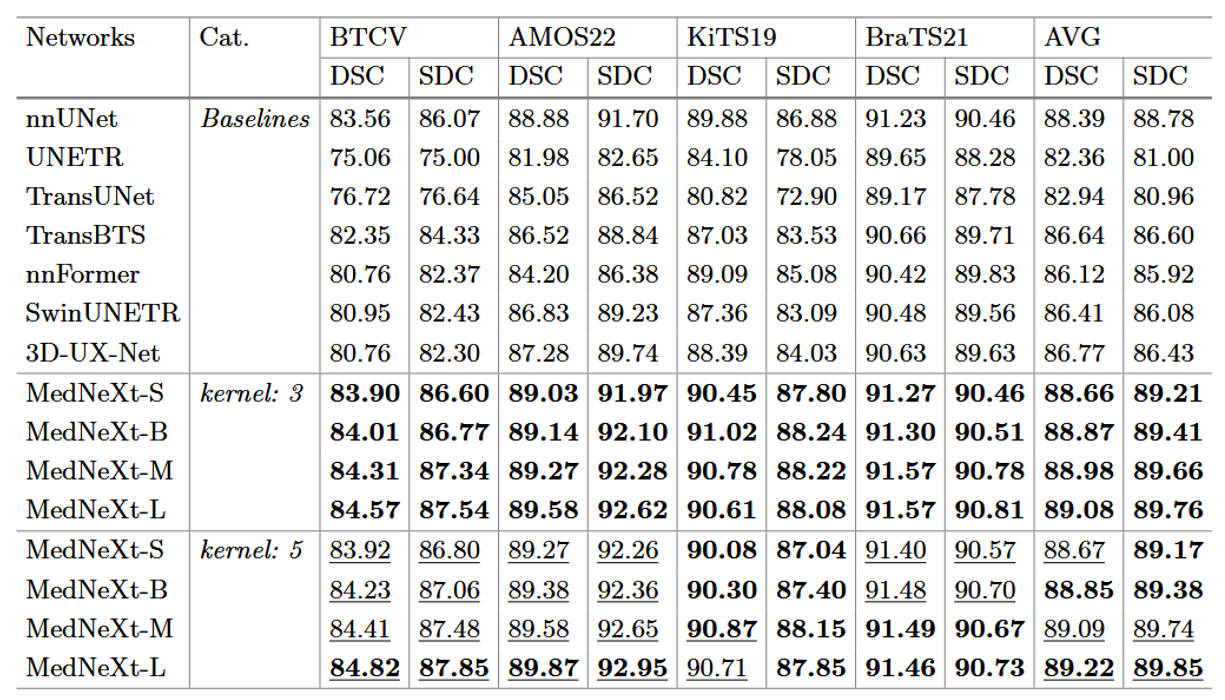 Networks Cat. BTCV AMOS22 KiTS19 BraTS21 AVG
DSC SDC DSC SDC DSC SDC DSC SDC DSC SDC
nnUNet Baselines 83.56 86.07 88.88 91.70 89.88 86.88 91.23 90.46 88.39 88.78
UNETR 75.06 75.00 81.98 82.65 84.10 78.05 89.65 88.28 82.36 81.00
TransUNet 76.72 76.64 85.05 86.52 80.82 72.90 89.17 87.78 82.94 80.96
TransBTS 82.35 84.33 86.52 88.84 87.03 83.53 90.66 89.71 86.64 86.60
nnFormer 80.76 82.37 84.20 86.38 89.09 85.08 90.42 89.83 86.12 85.92
SwinUNETR 80.95 82.43 86.83 89.23 87.36 83.09 90.48 89.56 86.41 86.08
3D-UX-Net 80.76 82.30 87.28 89.74 88.39 84.03 90.63 89.63 86.77 86.43
MedNeXt-S kernel: 3 83.90 86.60 89.03 91.97 90.45 87.80 91.27 90.46 88.66 89.21
MedNeXt-B 84.01 86.77 89.14 92.10 91.02 88.24 91.30 90.51 88.87 89.41
MedNeXt-M 84.31 87.34 89.27 92.28 90.78 88.22 91.57 90.78 88.98 89.66
MedNeXt-L 84.57 87.54 89.58 92.62 90.61 88.08 91.57 90.81 89.08 89.76
MedNeXt-S kernel: 5 83.92 86.80 89.27 92.26 90.08 87.04 91.40 90.57 88.67 89.17
MedNeXt-B 84.23 87.06 89.38 92.36 90.30 87.40 91.48 90.70 88.85 89.38
MedNeXt-M 84.41 87.48 89.58 92.65 90.87 88.15 91.49 90.67 89.09 89.74
MedNeXt-L 84.82 87.85 89.87 92.95 90.71 87.85 91.46 90.73 89.22 89.85